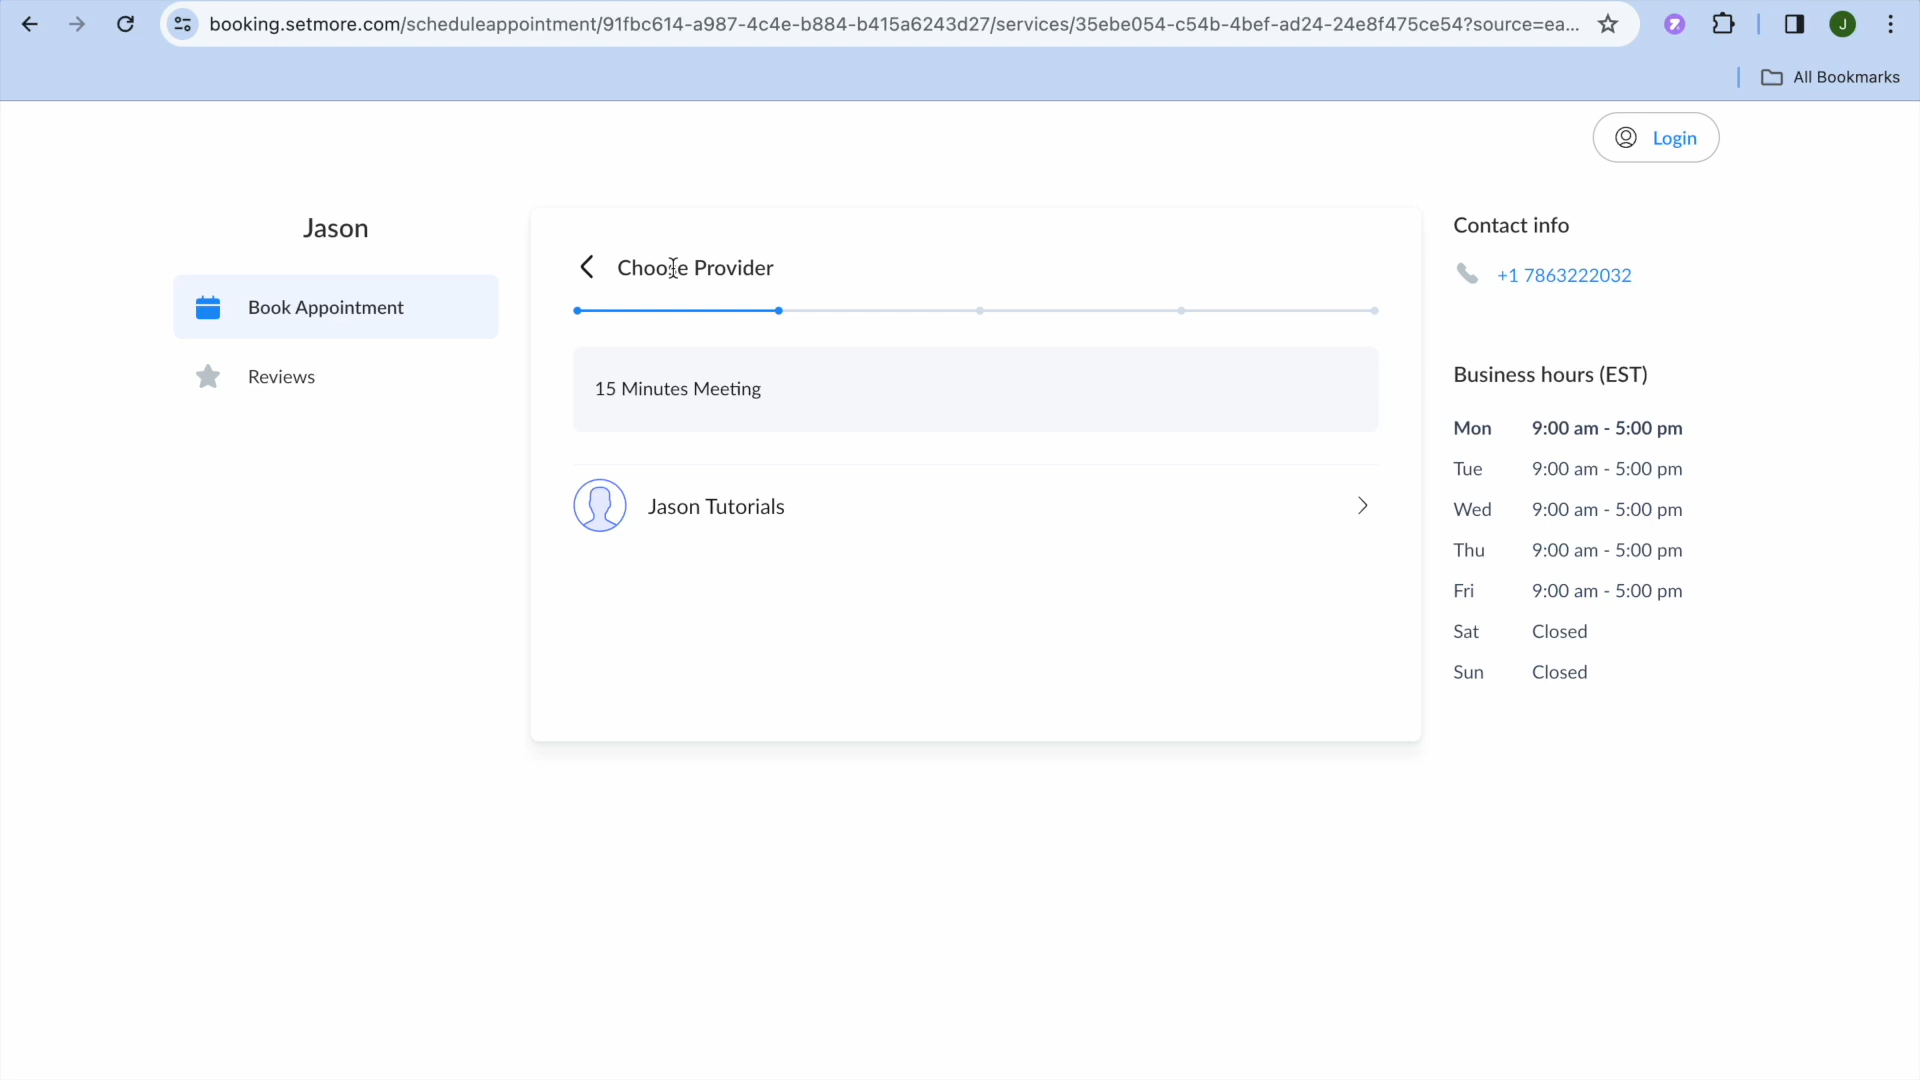 booking.setmore.com/scheduleappointment/91fbc614-a987-4c4e-b884-b415a6243d27/services/35ebe054-c54b-4bef-ad24-24e8f475ce54?source=ea...
J
All Bookmarks
Login
Jason
Book Appointment
Reviews
Choose Provider
15 Minutes Meeting
Jason Tutorials
Contact info
+1 7863222032
Business hours (EST)
Mon 9:00 am - 5:00 pm
Tue 9:00 am - 5:00 pm
Wed 9:00 am - 5:00 pm
Thu 9:00 am - 5:00 pm
Fri 9:00 am - 5:00 pm
Sat Closed
Sun Closed